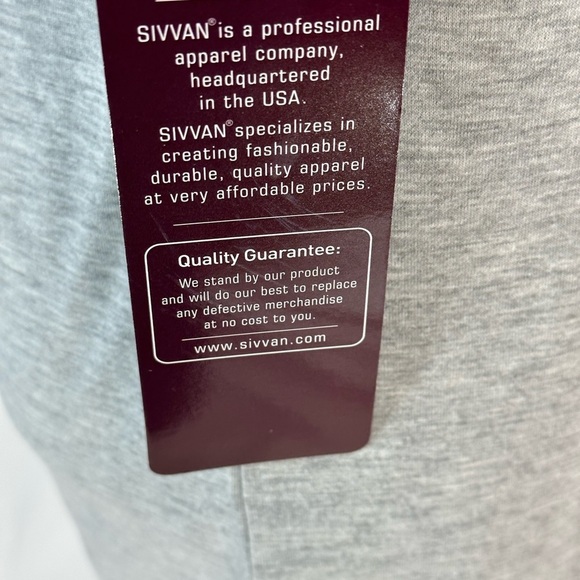 SIVVAN® is a professional
apparel company,
headquartered
in the USA.
SIVVAN® specializes in
creating fashionable,
durable, quality apparel
at very affordable prices.
Quality Guarantee:
We stand by our product
and will do our best to replace
any defective merchandise
at no cost to you.
www.sivvan.com